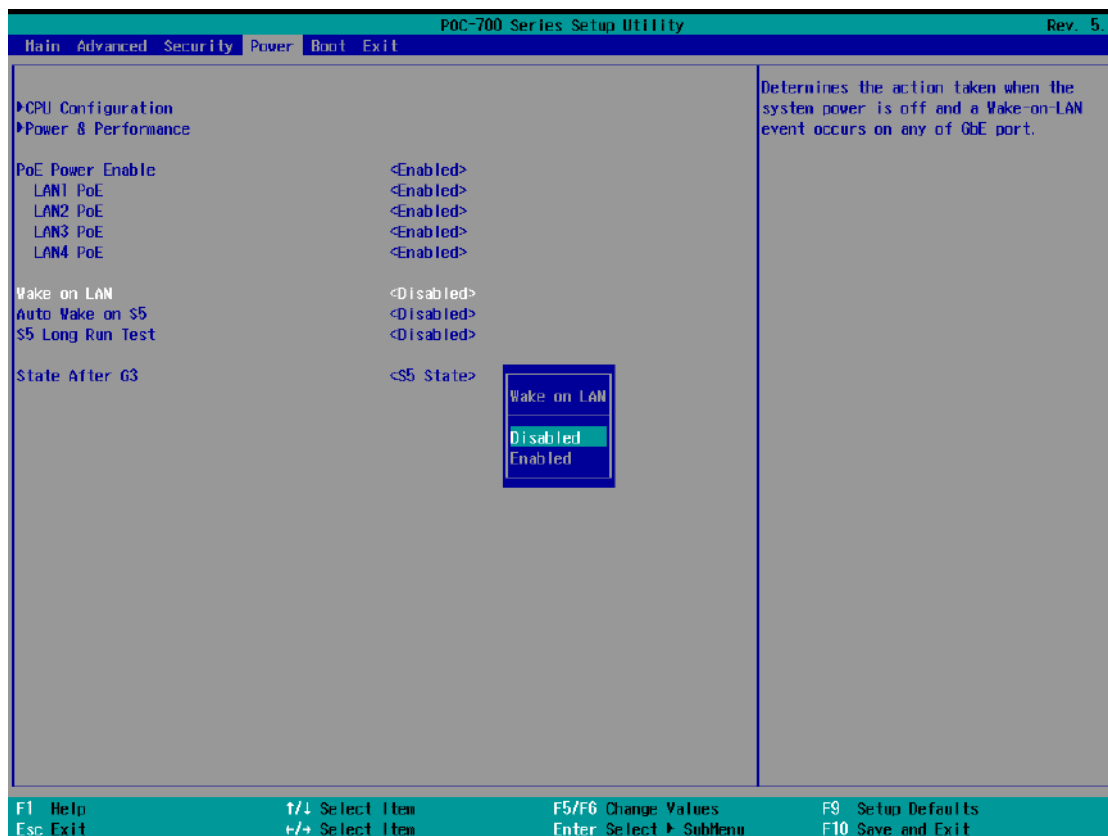 POC-700 Series Setup Utility Rev. 5.
Main Advanced Security Power Boot Exit
▶CPU Configuration
▶Power & Performance
PoE Power Enable <Enabled>
LAN1 PoE <Enabled>
LAN2 PoE <Enabled>
LAN3 PoE <Enabled>
LAN4 PoE <Enabled>
Wake on LAN <Disabled>
Auto Wake on S5 <Disabled>
S5 Long Run Test <Disabled>
State After G3 <S5 State>
Wake on LAN
Disabled
Enabled
Determines the action taken when the
system power is off and a Wake-on-LAN
event occurs on any of GbE port.
F1 Help ↑/↓ Select Item F5/F6 Change Values F9 Setup Defaults
Esc Exit ←/→ Select Item Enter Select ▶ SubMenu F10 Save and Exit